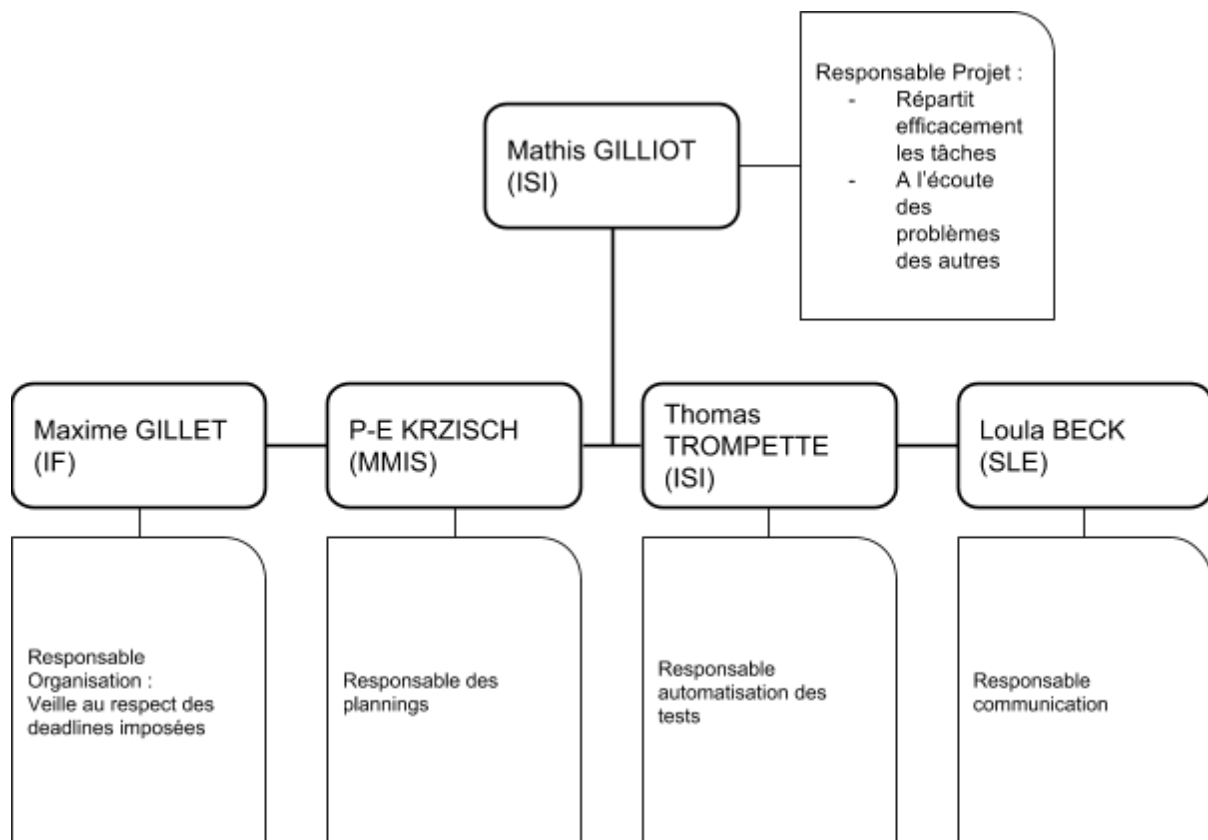 Responsable Projet :
- Répartit
efficacement
les tâches
- A l'écoute
des
problèmes
des autres
Mathis GILLIOT
(ISI)
Maxime GILLET
(IF)
P-E KRZISCH
(MMIS)
Thomas
TROMPETTE
(ISI)
Loula BECK
(SLE)
Responsable
Organisation :
Veille au respect des
deadlines imposées
Responsable des
plannings
Responsable
automatisation des
tests
Responsable
communication